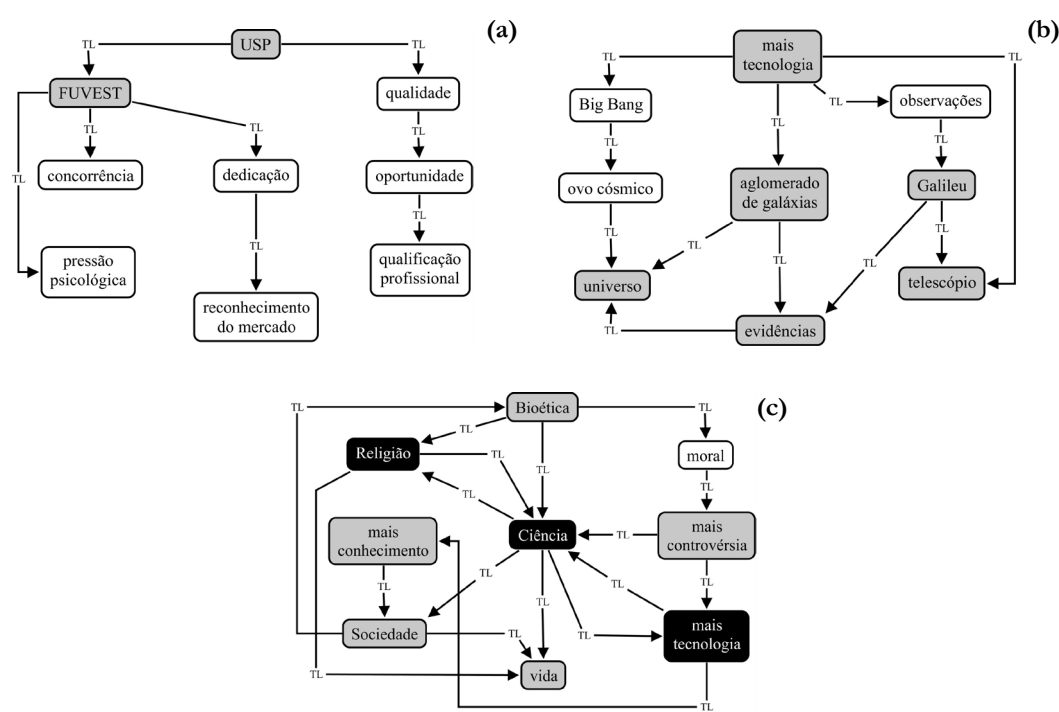 (a)
TL
USP
TL
FUVEST
qualidade
TL
TL
TL
TL
concorrência
dedicação
oportunidade
TL
TL
pressão
psicológica
qualificação
profissional
reconhecimento
do mercado
(b)
TL
mais
tecnologia
TL
Big Bang
TL
observações
TL
TL
TL
ovo cósmico
aglomerado
de galáxias
Galileu
TL
TL
TL
TL
TL
universo
telescópio
TL
evidências
(c)
TL
Bioética
TL
TL
Religião
TL
TL
moral
TL
TL
TL
mais
conhecimento
Ciência
TL
mais
controvérsia
TL
TL
TL
TL
TL
Sociedade
TL
TL
mais
tecnologia
TL
vida
TL